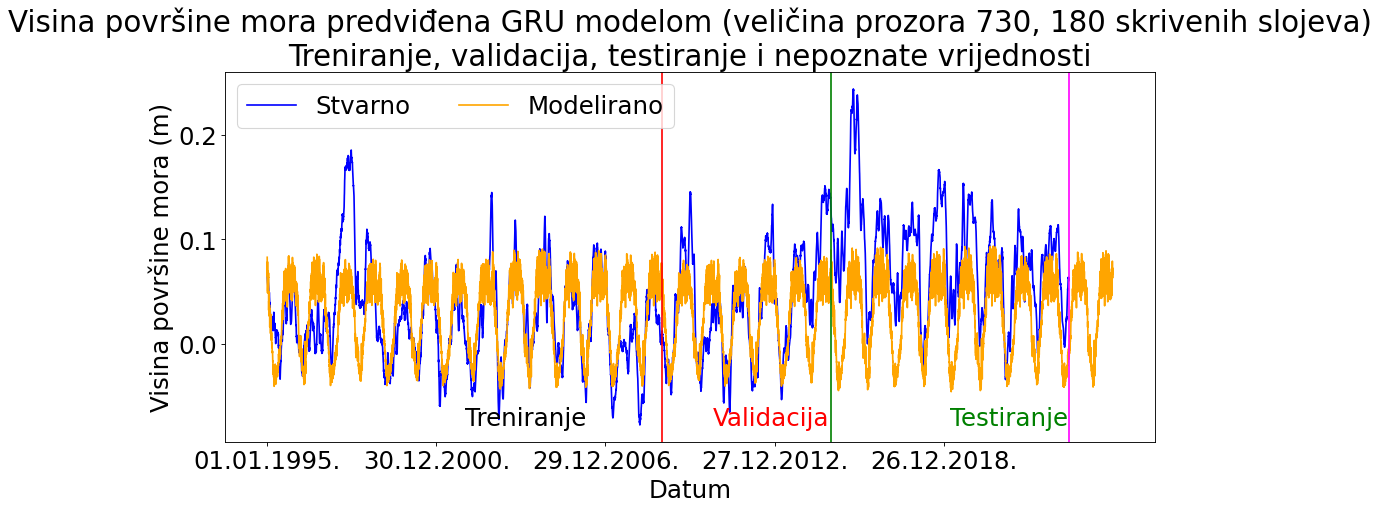 Visina površine mora predviđena GRU modelom (veličina prozora 730, 180 skrivenih slojeva)
Treniranje, validacija, testiranje i nepoznate vrijednosti
Stvarno
Modelirano
Visina površine mora (m)
0.2
0.1
0.0
Treniranje
Validacija
Testiranje
01.01.1995.
30.12.2000.
29.12.2006.
27.12.2012.
26.12.2018.
Datum